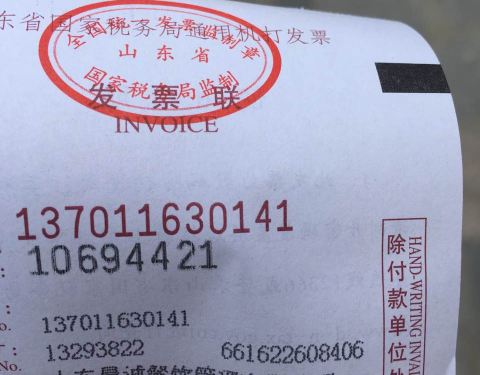 东省国家税务局通用机打发票
全国统一发票监制章
山东省
国家税务局监制
发票联
INVOICE
137011630141
10694421
No. 137011630141
13293822 661622608406
除付款单位
HAND-WRITING INVA